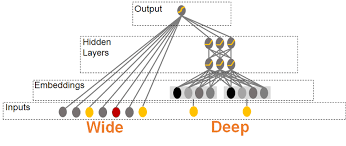 Output
Hidden
Layers
Embeddings
Inputs
Wide
Deep